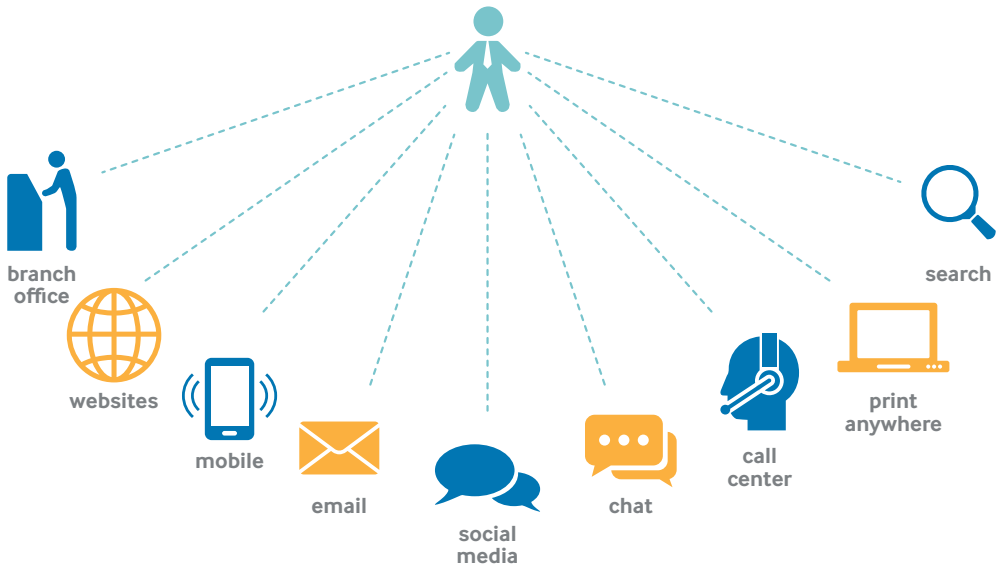 branch
office
websites
mobile
email
social
media
chat
call
center
print
anywhere
search